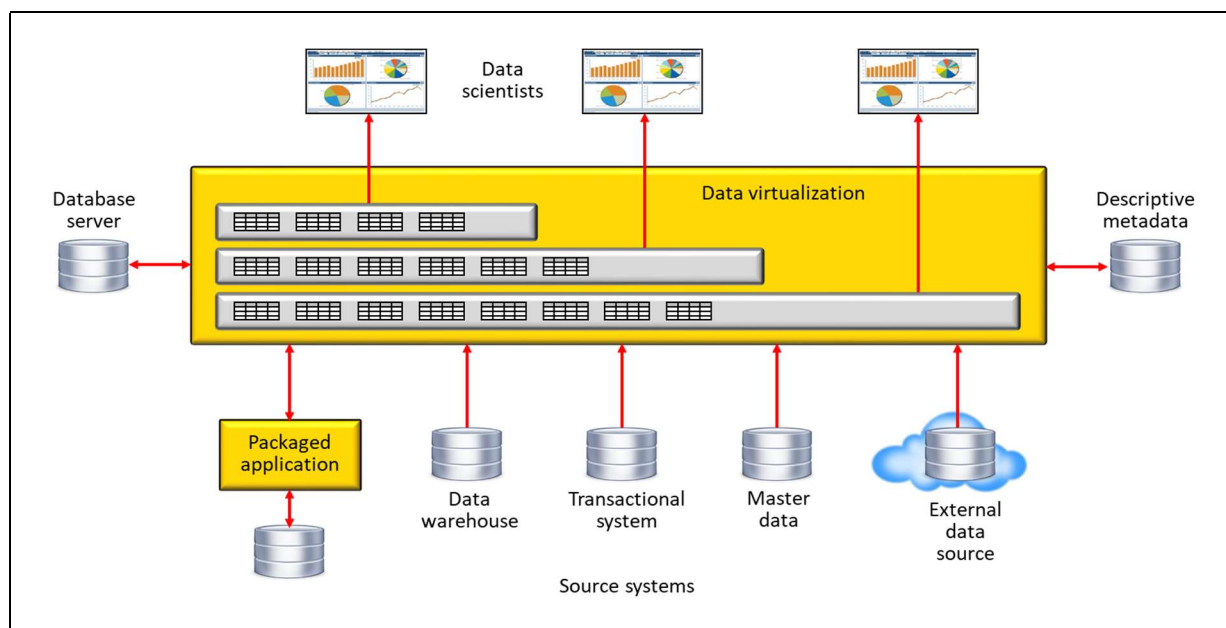 Data
scientists
Data virtualization
Database
server
Descriptive
metadata
Packaged
application
Data
warehouse
Transactional
system
Master
data
External
data
source
Source systems